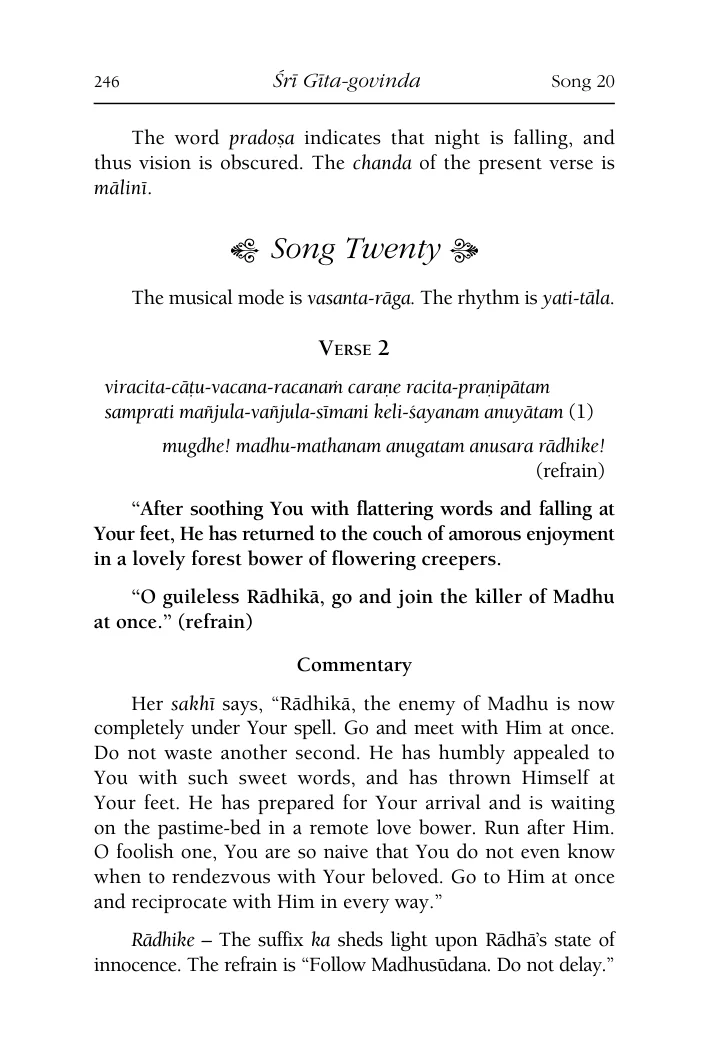 246 Śrī Gīta-govinda Song 20
The word pradoṣa indicates that night is falling, and
thus vision is obscured. The chanda of the present verse is
mālinī.
Song Twenty
The musical mode is vasanta-rāga. The rhythm is yati-tāla.
VERSE 2
viracita-cāṭu-vacana-racanaṁ caraṇe racita-praṇipātam
samprati mañjula-vañjula-sīmani keli-śayanam anuyātam (1)
mugdhe! madhu-mathanam anugatam anusara rādhike!
(refrain)
“After soothing You with flattering words and falling at
Your feet, He has returned to the couch of amorous enjoyment
in a lovely forest bower of flowering creepers.
“O guileless Rādhikā, go and join the killer of Madhu
at once.” (refrain)
Commentary
Her sakhī says, “Rādhikā, the enemy of Madhu is now
completely under Your spell. Go and meet with Him at once.
Do not waste another second. He has humbly appealed to
You with such sweet words, and has thrown Himself at
Your feet. He has prepared for Your arrival and is waiting
on the pastime-bed in a remote love bower. Run after Him.
O foolish one, You are so naive that You do not even know
when to rendezvous with Your beloved. Go to Him at once
and reciprocate with Him in every way.”
Rādhike – The suffix ka sheds light upon Rādhā’s state of
innocence. The refrain is “Follow Madhusūdana. Do not delay.”